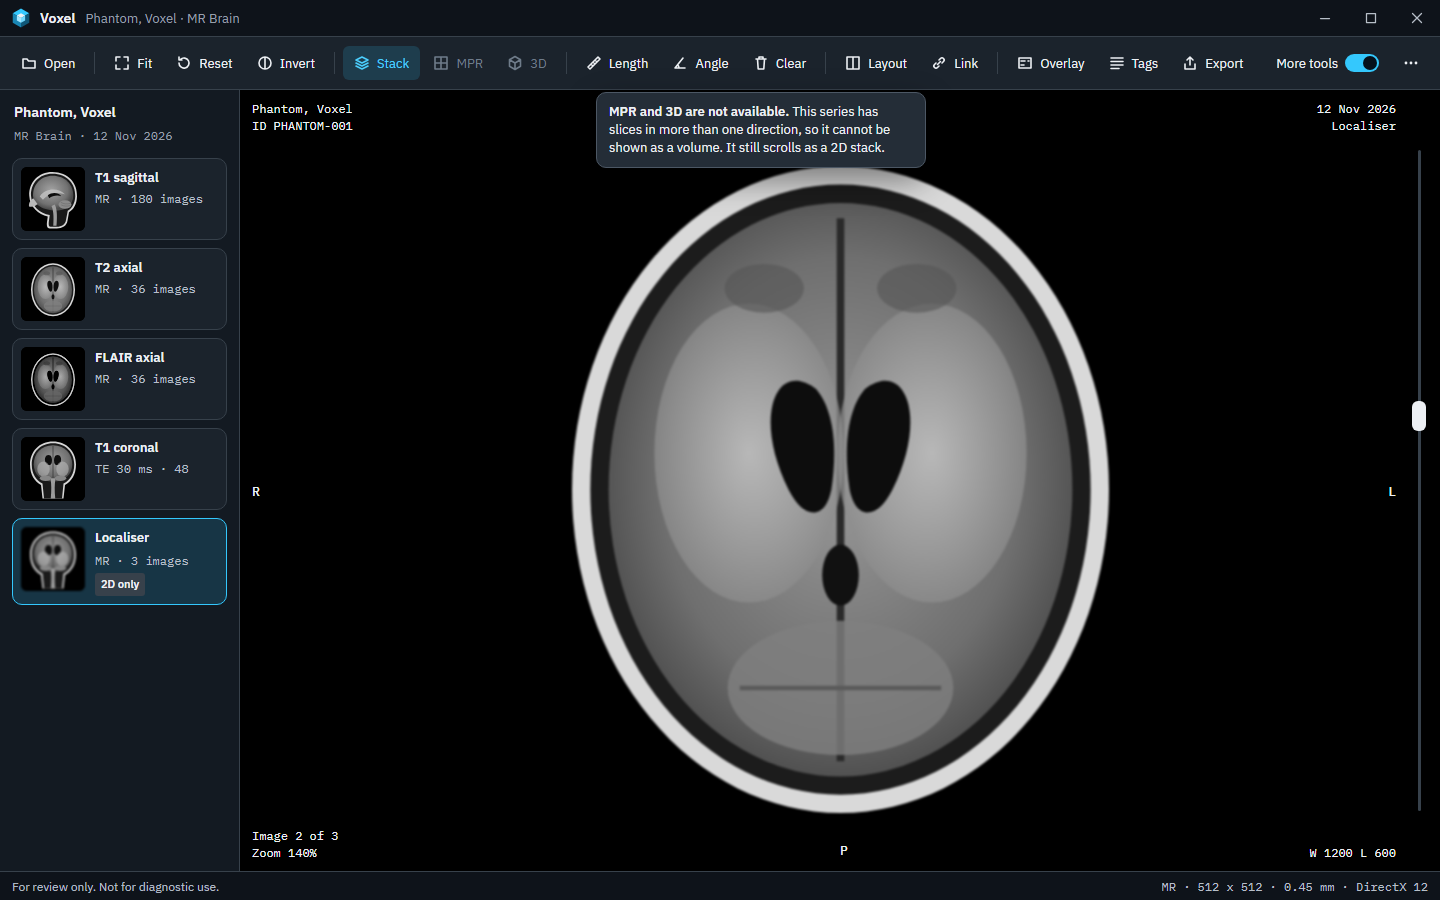 Voxel Phantom, Voxel · MR Brain
Open Fit Reset Invert Stack MPR 3D Length Angle Clear Layout Link Overlay Tags Export More tools
Phantom, Voxel
MR Brain · 12 Nov 2026
T1 sagittal
MR · 180 images
T2 axial
MR · 36 images
FLAIR axial
MR · 36 images
T1 coronal
TE 30 ms · 48
Localiser
MR · 3 images
2D only
Phantom, Voxel
ID PHANTOM-001
MPR and 3D are not available. This series has
slices in more than one direction, so it cannot be
shown as a volume. It still scrolls as a 2D stack.
12 Nov 2026
Localiser
R
L
Image 2 of 3
Zoom 140%
P
W 1200 L 600
For review only. Not for diagnostic use.
MR · 512 x 512 · 0.45 mm · DirectX 12